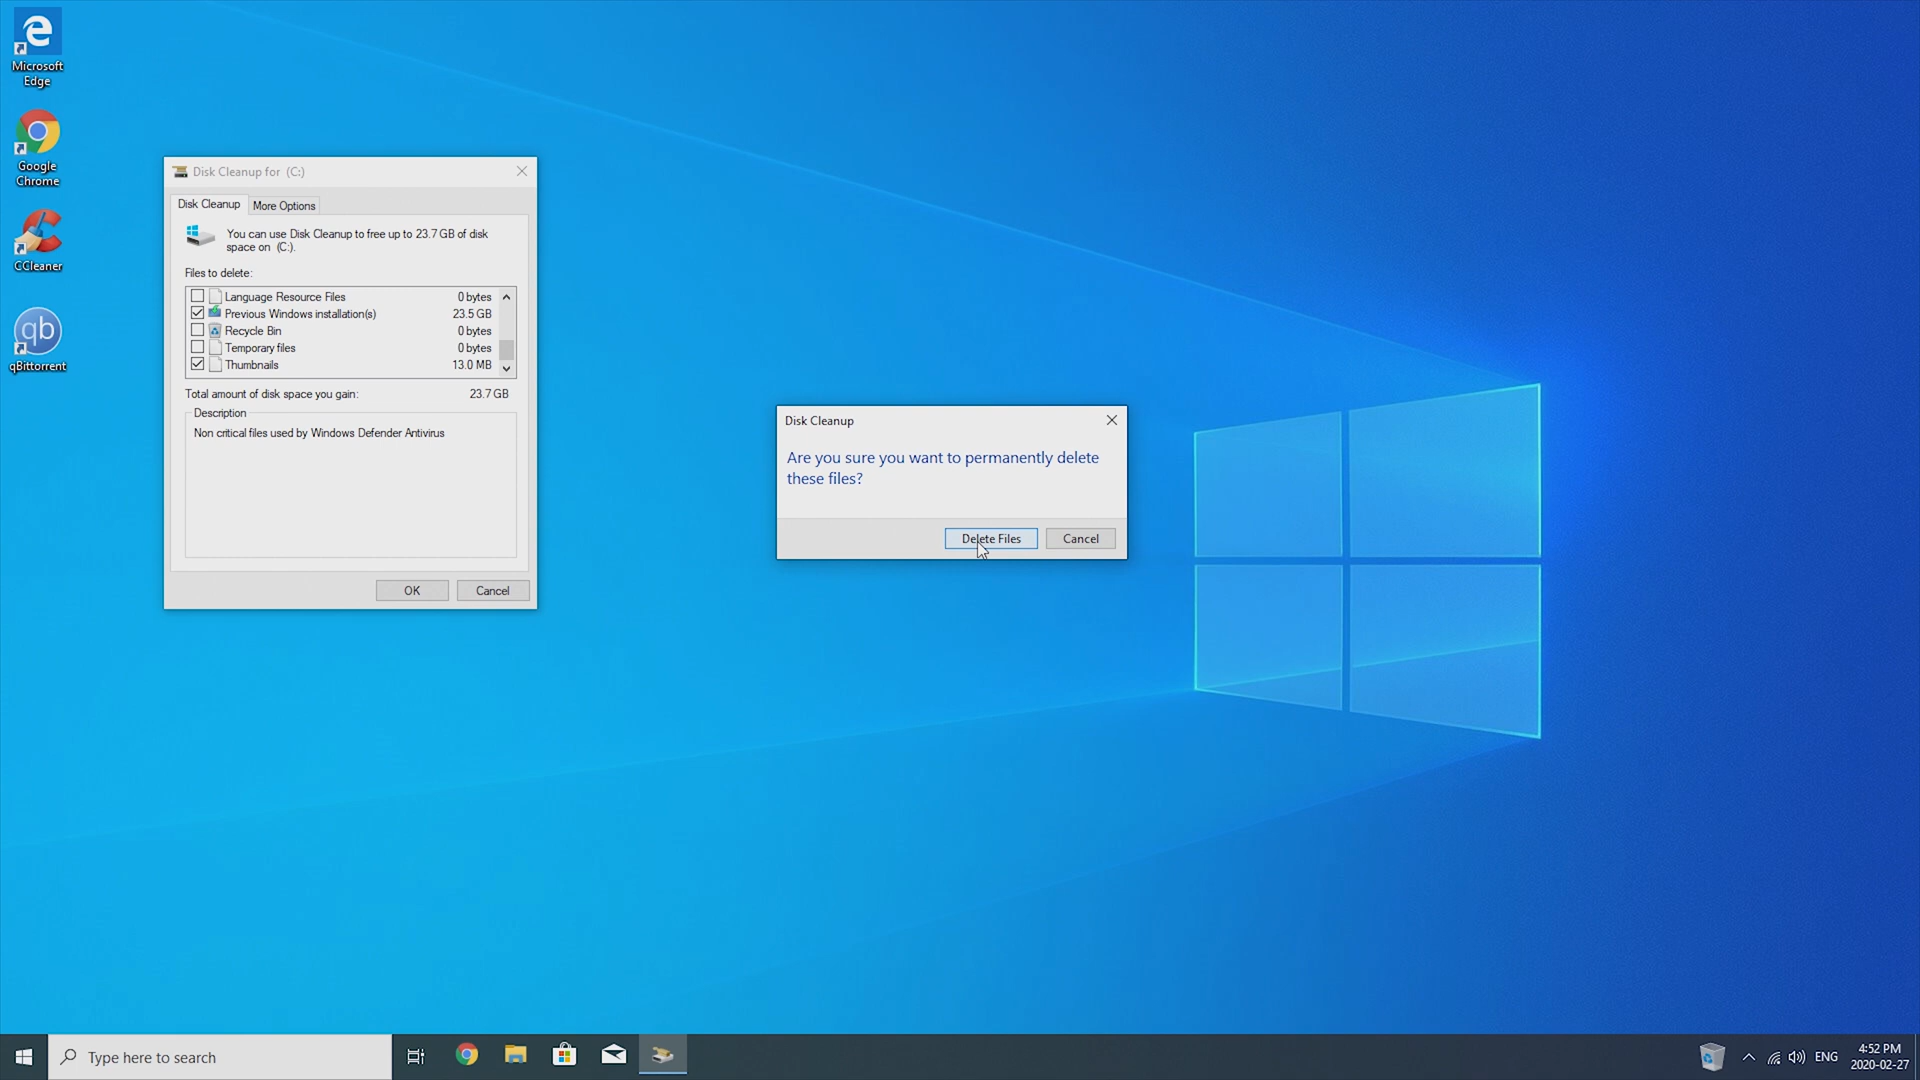 Microsoft
Edge
Google
Chrome
CCleaner
qb
qBittorrent
Disk Cleanup for  (C:)
Disk Cleanup
More Options
You can use Disk Cleanup to free up to 23.7 GB of disk
space on  (C:).
Files to delete:
Language Resource Files 0 bytes
Previous Windows installation(s) 23.5 GB
Recycle Bin 0 bytes
Temporary files 0 bytes
Thumbnails 13.0 MB
Total amount of disk space you gain: 23.7 GB
Description
Non critical files used by Windows Defender Antivirus
OK
Cancel
Disk Cleanup
Are you sure you want to permanently delete
these files?
Delete Files
Cancel
Type here to search
ENG
4:52 PM
2020-02-27